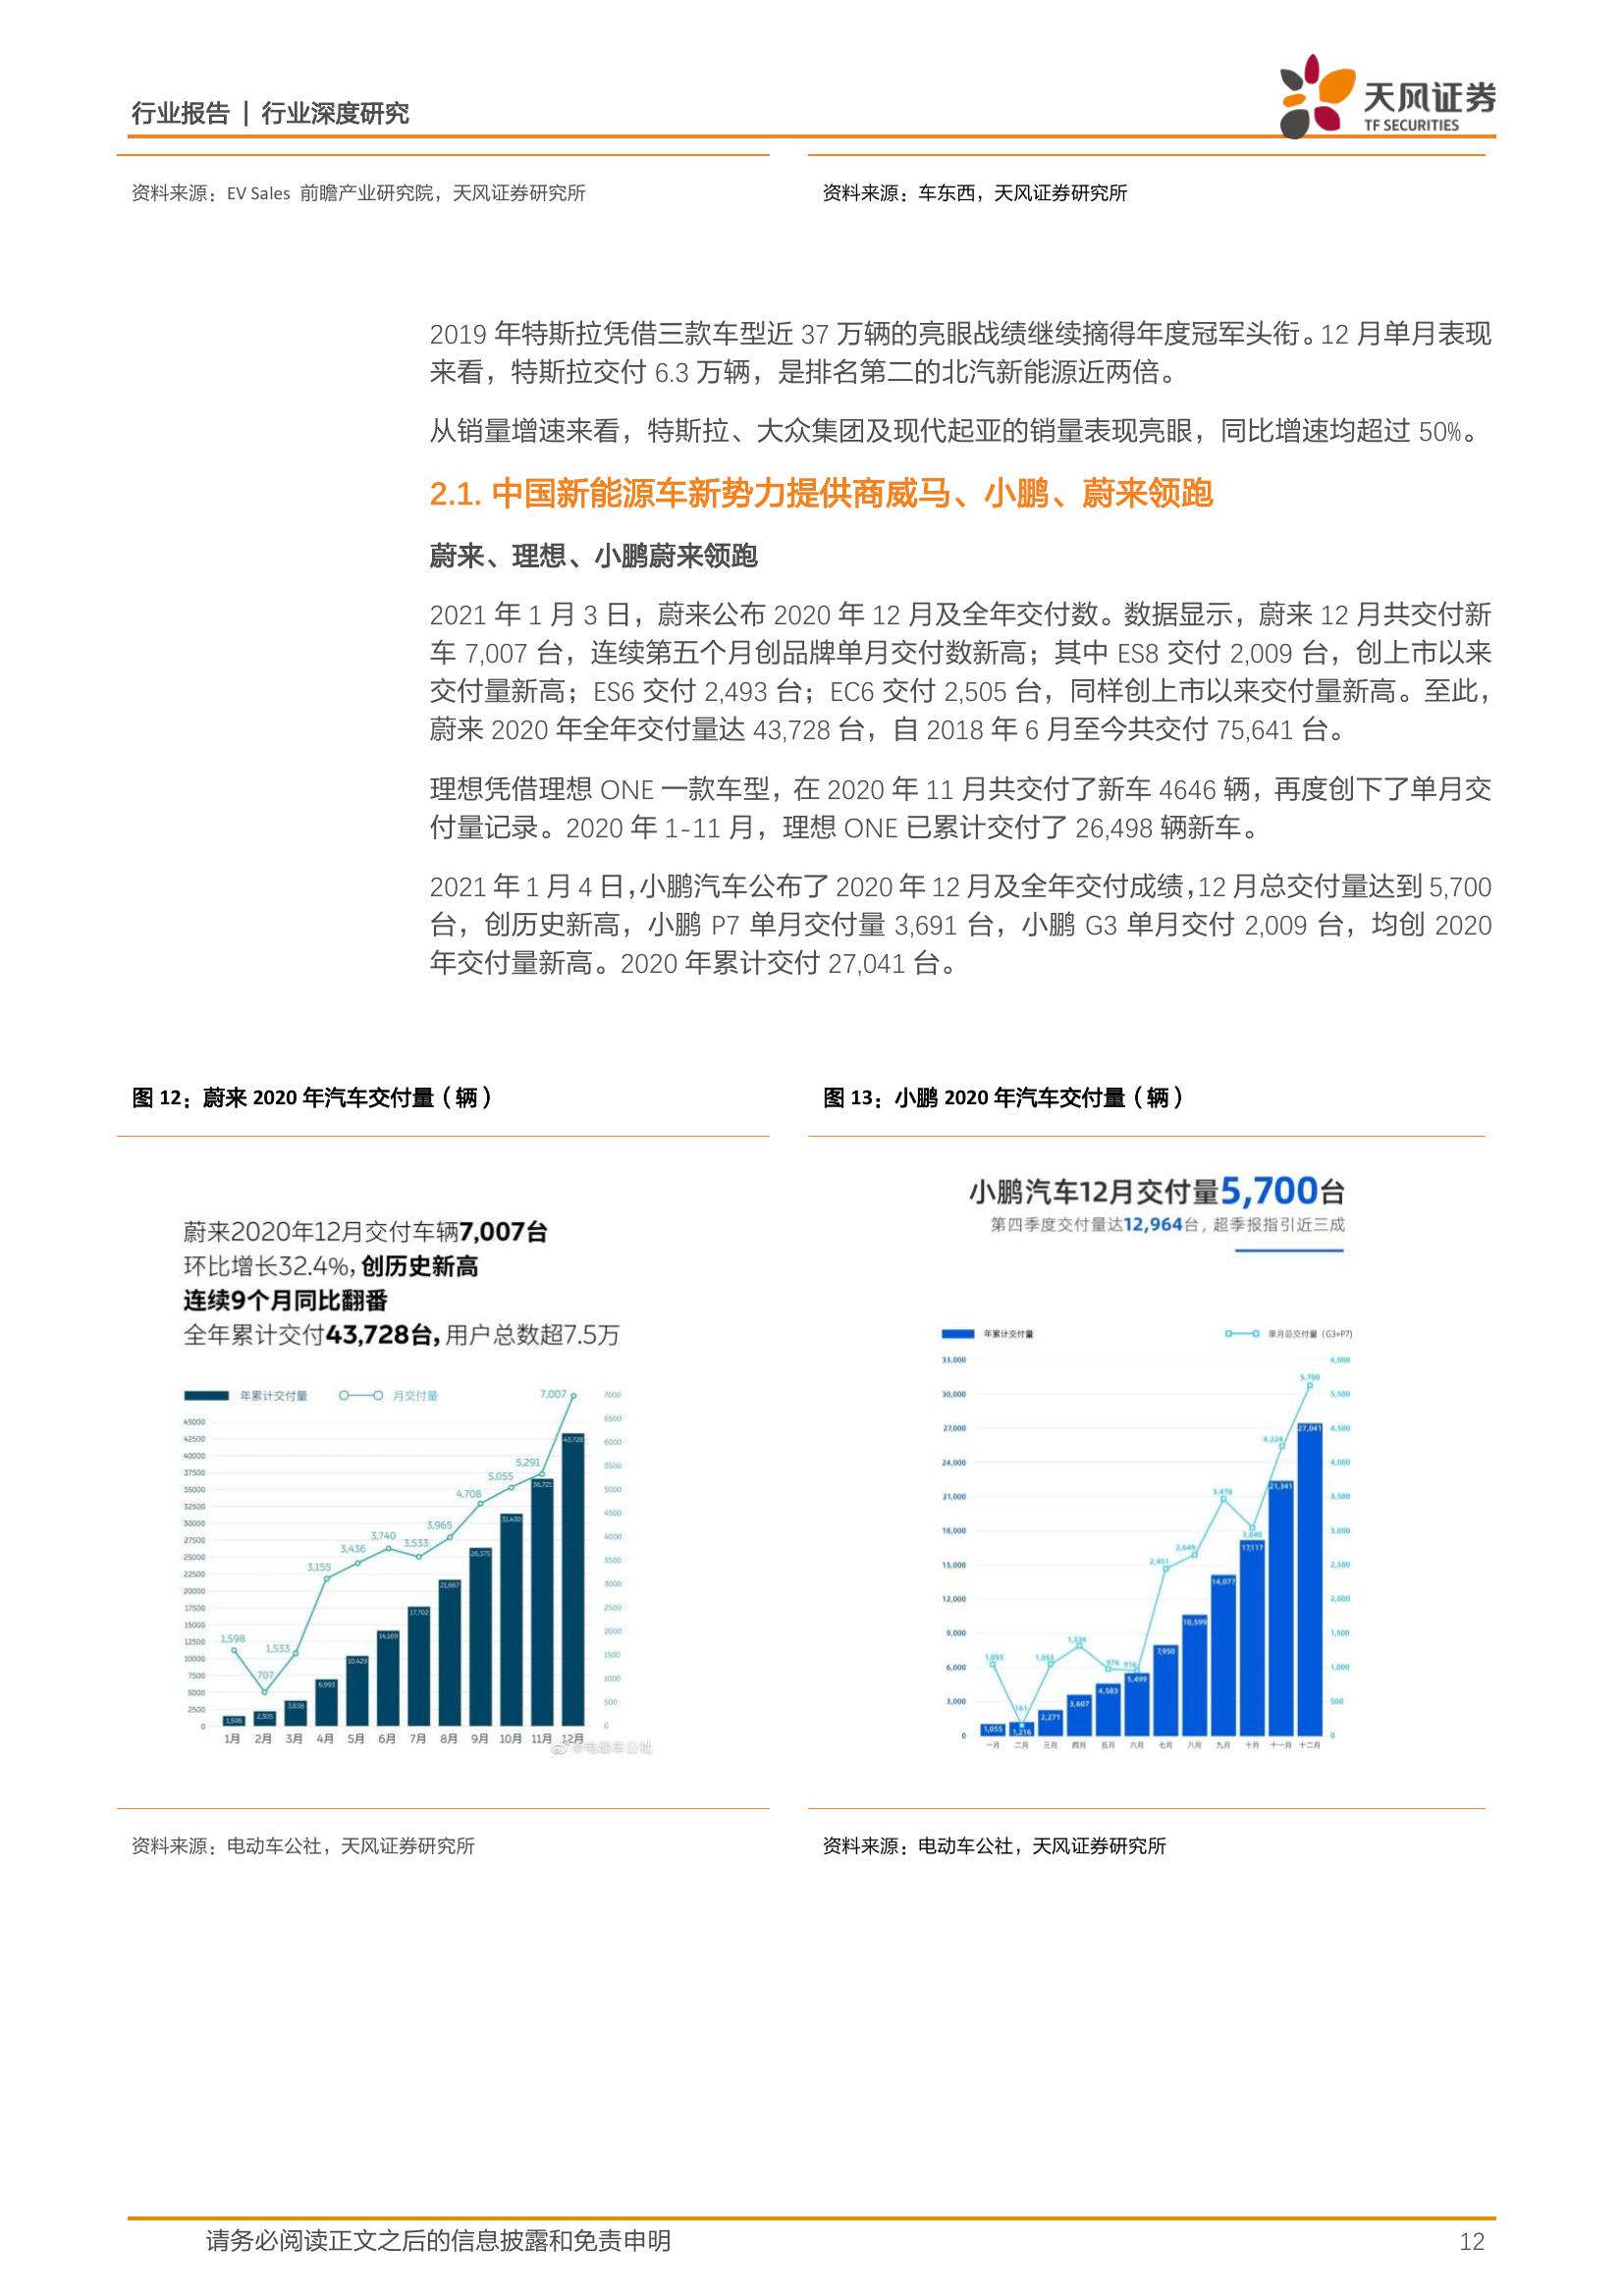 行业报告 | 行业深度研究
天风证券
TF SECURITIES
资料来源：EV Sales 前瞻产业研究院，天风证券研究所
资料来源：车东西，天风证券研究所
2019 年特斯拉凭借三款车型近 37 万辆的亮眼战绩继续摘得年度冠军头衔。12 月单月表现
来看，特斯拉交付 6.3 万辆，是排名第二的北汽新能源近两倍。
从销量增速来看，特斯拉、大众集团及现代起亚的销量表现亮眼，同比增速均超过 50%。
2.1. 中国新能源车新势力提供商威马、小鹏、蔚来领跑
蔚来、理想、小鹏蔚来领跑
2021 年 1 月 3 日，蔚来公布 2020 年 12 月及全年交付数。数据显示，蔚来 12 月共交付新
车 7,007 台，连续第五个月创品牌单月交付数新高；其中 ES8 交付 2,009 台，创上市以来
交付量新高；ES6 交付 2,493 台；EC6 交付 2,505 台，同样创上市以来交付量新高。至此，
蔚来 2020 年全年交付量达 43,728 台，自 2018 年 6 月至今共交付 75,641 台。
理想凭借理想 ONE 一款车型，在 2020 年 11 月共交付了新车 4646 辆，再度创下了单月交
付量记录。2020 年 1-11 月，理想 ONE 已累计交付了 26,498 辆新车。
2021 年 1 月 4 日，小鹏汽车公布了 2020 年 12 月及全年交付成绩，12 月总交付量达到 5,700
台，创历史新高，小鹏 P7 单月交付量 3,691 台，小鹏 G3 单月交付 2,009 台，均创 2020
年交付量新高。2020 年累计交付 27,041 台。
图 12：蔚来 2020 年汽车交付量（辆）
蔚来2020年12月交付车辆7,007台
环比增长32.4%，创历史新高
连续9个月同比翻番
全年累计交付43,728台，用户总数超7.5万
年累计交付量 月交付量
45000
42500
40000
37500
35000
32500
30000
27500
25000
22500
20000
17500
15000
12500
10000
7500
5000
2500
0
1,598 707 1,533 3,155 3,436 3,740 3,533 3,965 4,708 5,055 5,291 7,007
1,598 2,305 3,838 6,993 10,429 14,169 17,702 21,667 26,375 31,430 36,721 43,728
7000
6500
6000
5500
5000
4500
4000
3500
3000
2500
2000
1500
1000
500
0
1月 2月 3月 4月 5月 6月 7月 8月 9月 10月 11月 12月
@电动车公社
资料来源：电动车公社，天风证券研究所
图 13：小鹏 2020 年汽车交付量（辆）
小鹏汽车12月交付量5,700台
第四季度交付量达12,964台，超季报指引近三成
年累计交付量 单月总交付量（G3+P7)
33,000
30,000
27,000
24,000
21,000
18,000
15,000
12,000
9,000
6,000
3,000
0
1,055 161 1,055 1,336 976 916 2,451 2,649 3,478 3,040 4,224 5,700
1,055 1,216 2,271 3,607 4,583 5,499 7,950 10,599 14,077 17,117 21,341 27,041
6,000
5,500
4,500
4,000
3,500
3,000
2,500
2,000
1,500
1,000
500
0
一月 二月 三月 四月 五月 六月 七月 八月 九月 十月 十一月 十二月
资料来源：电动车公社，天风证券研究所
请务必阅读正文之后的信息披露和免责申明
12